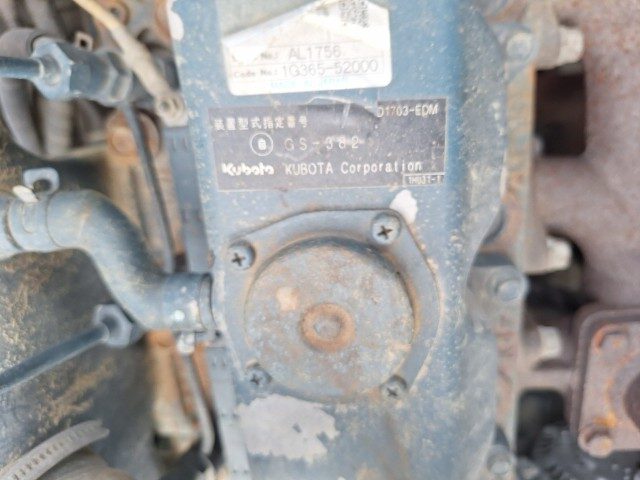 No.: AL1756
Code No.: 1G365-52000
D1703-EDM
装置型式指定番号
GS-382
Kubota KUBOTA Corporation